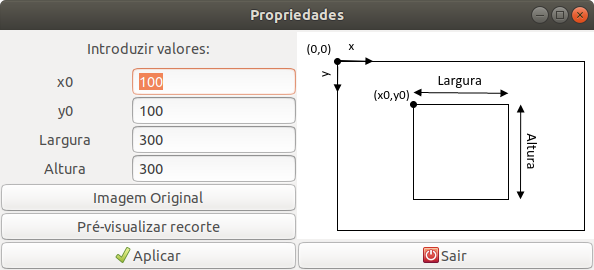 Propriedades
Introduzir valores:
x0 100
y0 100
Largura 300
Altura 300
Imagem Original
Pré-visualizar recorte
Aplicar
(0,0) x
y
Largura
(x0,y0)
Altura
Sair